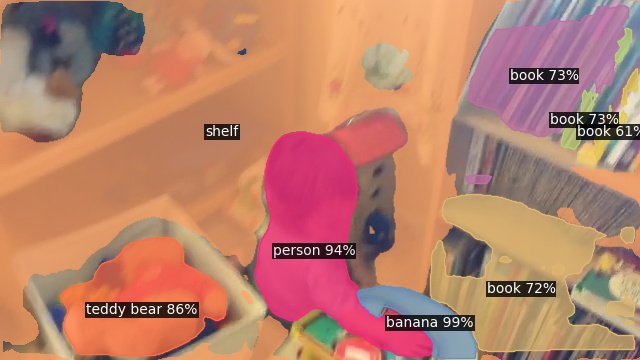 book 73%
book 73%
book 61%
shelf
person 94%
book 72%
teddy bear 86%
banana 99%